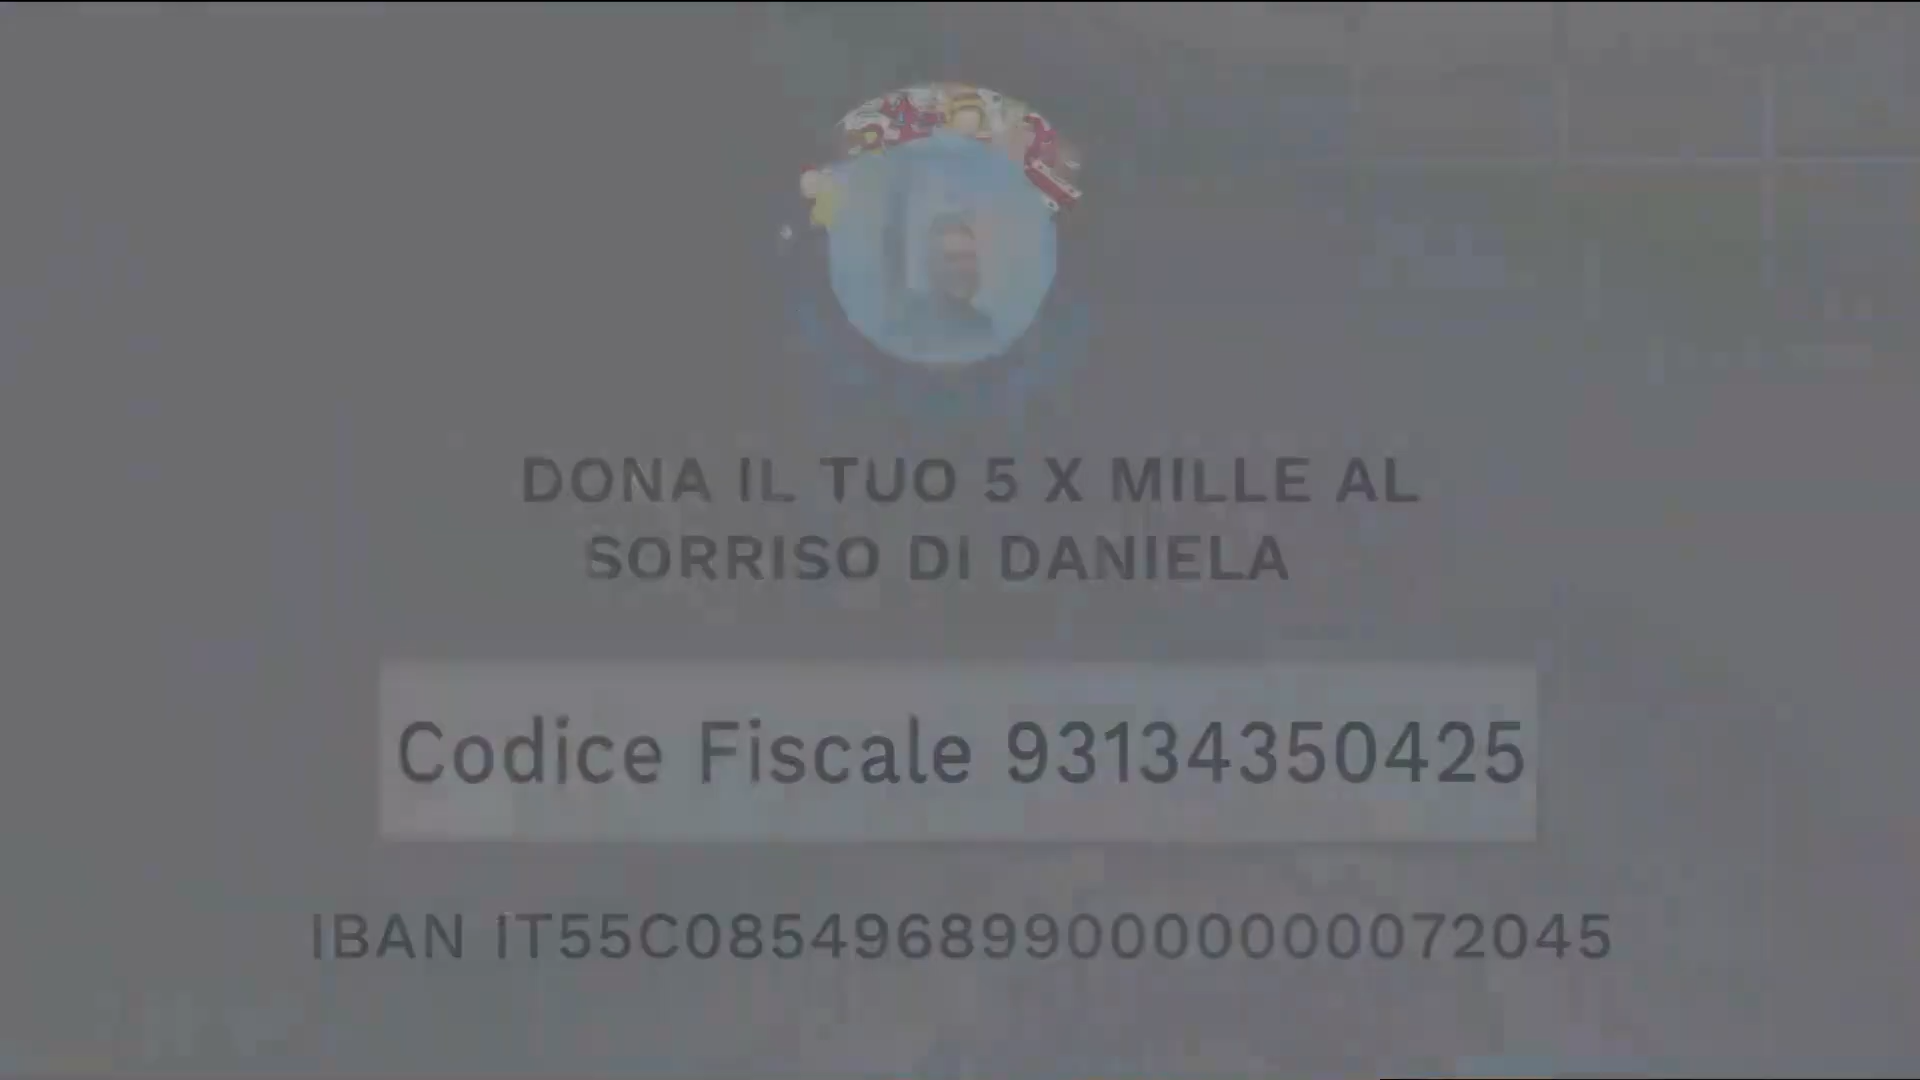 DONA IL TUO 5 X MILLE AL
SORRISO DI DANIELA
Codice Fiscale 93134350425
IBAN IT55C0854968990000000072045